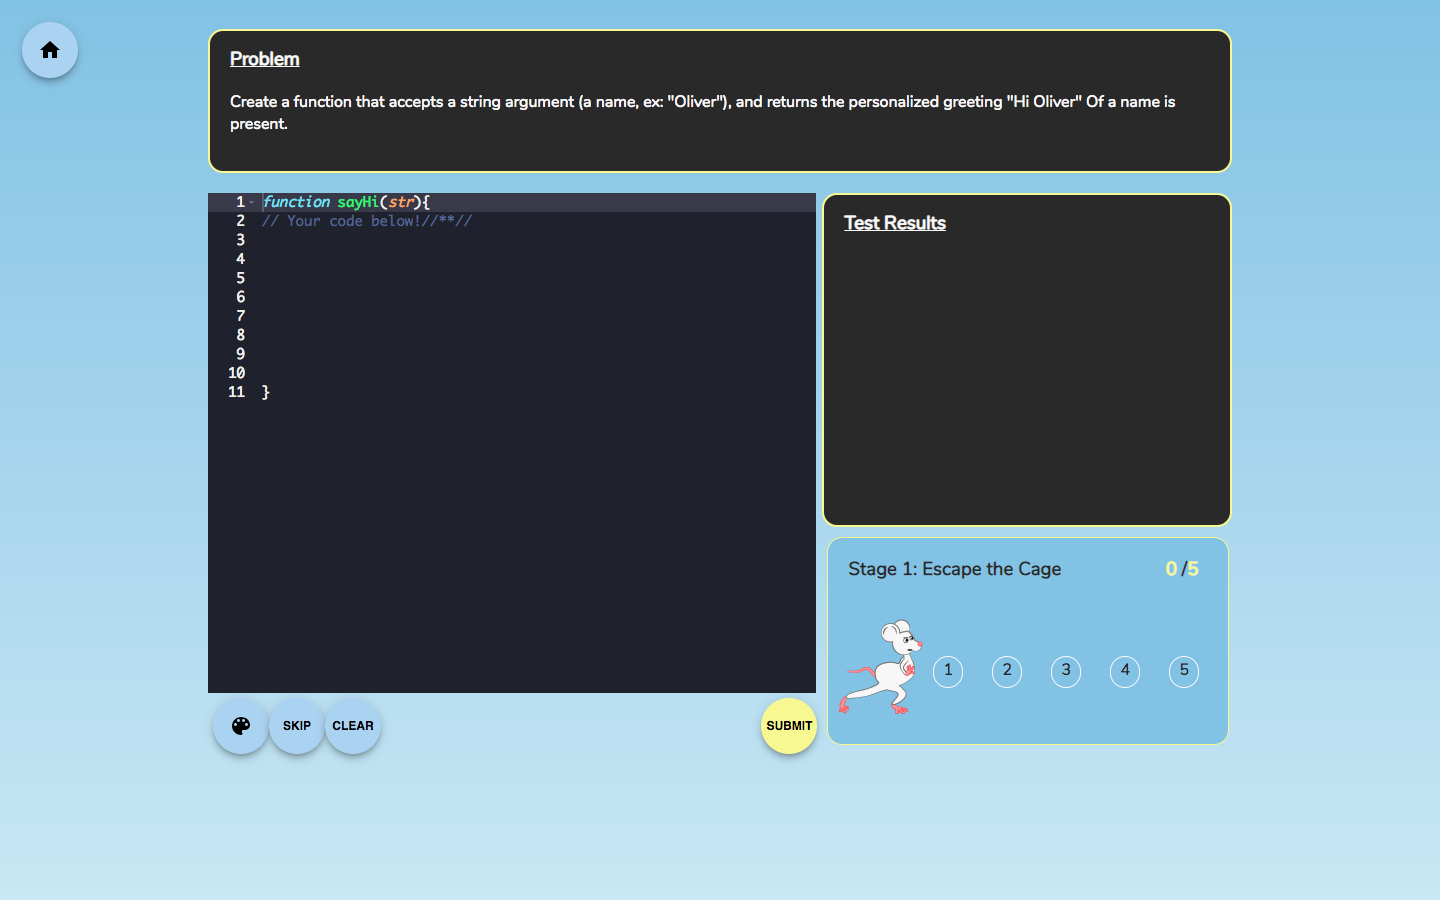 Problem
Create a function that accepts a string argument (a name, ex: "Oliver"), and returns the personalized greeting "Hi Oliver" Of a name is
present.
1 function sayHi(str){
2 // Your code below!//**//
3
4
5
6
7
8
9
10
11 }
Test Results
Stage 1: Escape the Cage 0 /5
1 2 3 4 5
SKIP CLEAR SUBMIT